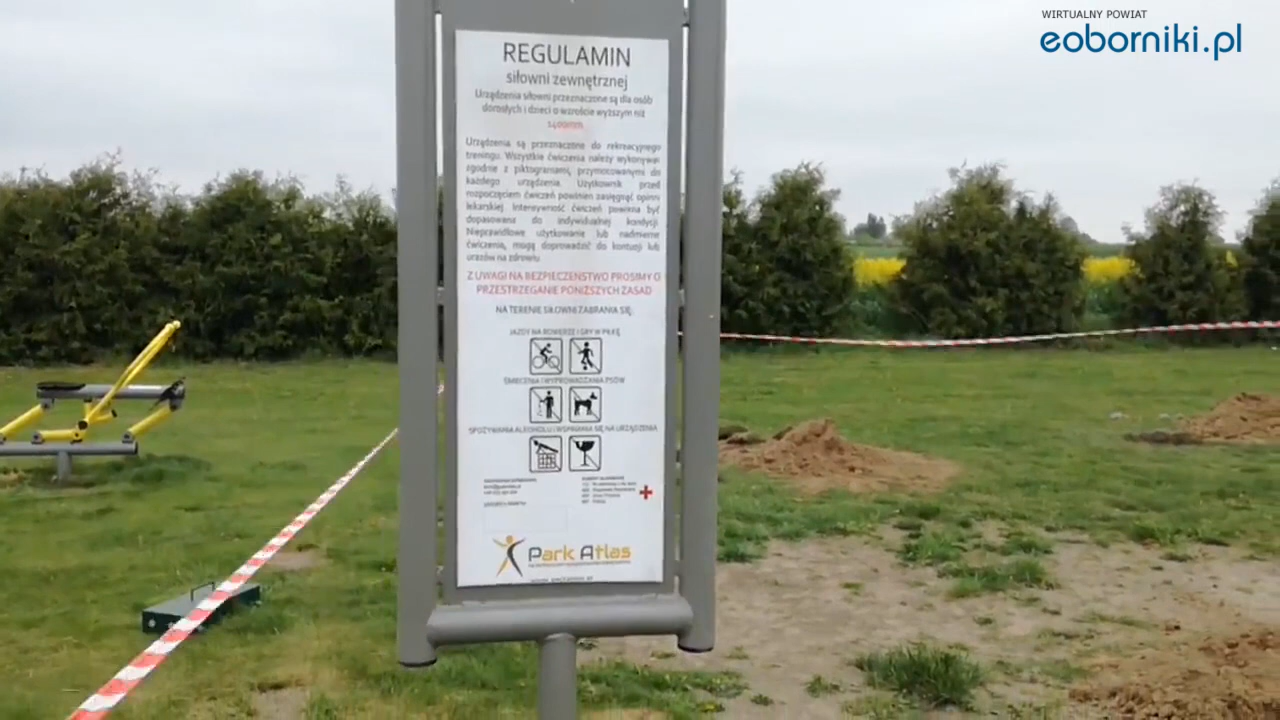 WIRTUALNY POWIAT
eoborniki.pl
REGULAMIN
siłowni zewnętrznej
Urządzenia siłowni przeznaczone są dla osób
dorosłych i dzieci o wzroście wyższym niż
1400mm
Urządzenia są przeznaczone do rekreacyjnego
treningu. Wszystkie ćwiczenia należy wykonywać
zgodnie z piktogramami, przymocowanymi do
każdego urządzenia. Użytkownik przed
rozpoczęciem ćwiczeń powinien zasięgnąć opinii
lekarskiej. Intensywność ćwiczeń powinna być
dopasowana do indywidualnej kondycji.
Nieprawidłowe użytkowanie lub nadmierne
ćwiczenia, mogą doprowadzić do kontuzji lub
urazów na zdrowiu.
Z UWAGI NA BEZPIECZEŃSTWO PROSIMY O
PRZESTRZEGANIE PONIŻSZYCH ZASAD
NA TERENIE SIŁOWNI ZABRANIA SIĘ:
JAZDY NA ROWERZE I GRY W PIŁKĘ
ŚMIECENIA I WYPROWADZANIA PSÓW
SPOŻYWANIA ALKOHOLU I WSPINANIA SIĘ NA URZĄDZENIA
Park Atlas